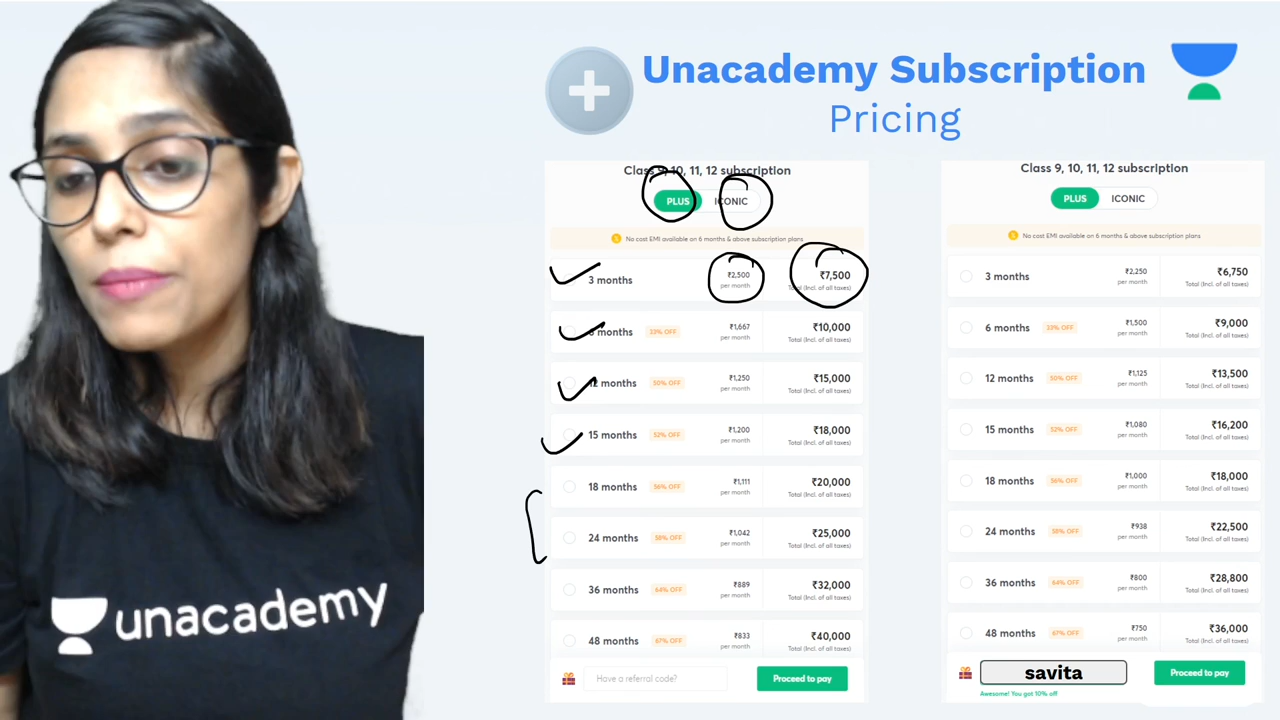 Unacademy Subscription
Pricing
Class 9, 10, 11, 12 subscription
PLUS ICONIC
No cost EMI available on 6 months & above subscription plans
3 months ₹2,500 per month ₹7,500 Total (Incl. of all taxes)
6 months 33% OFF ₹1,667 per month ₹10,000 Total (Incl. of all taxes)
12 months 50% OFF ₹1,250 per month ₹15,000 Total (Incl. of all taxes)
15 months 52% OFF ₹1,200 per month ₹18,000 Total (Incl. of all taxes)
18 months 56% OFF ₹1,111 per month ₹20,000 Total (Incl. of all taxes)
24 months 58% OFF ₹1,042 per month ₹25,000 Total (Incl. of all taxes)
36 months 64% OFF ₹889 per month ₹32,000 Total (Incl. of all taxes)
48 months 67% OFF ₹833 per month ₹40,000 Total (Incl. of all taxes)
Have a referral code? Proceed to pay
Class 9, 10, 11, 12 subscription
PLUS ICONIC
No cost EMI available on 6 months & above subscription plans
3 months ₹2,250 per month ₹6,750 Total (Incl. of all taxes)
6 months 33% OFF ₹1,500 per month ₹9,000 Total (Incl. of all taxes)
12 months 50% OFF ₹1,125 per month ₹13,500 Total (Incl. of all taxes)
15 months 52% OFF ₹1,080 per month ₹16,200 Total (Incl. of all taxes)
18 months 56% OFF ₹1,000 per month ₹18,000 Total (Incl. of all taxes)
24 months 58% OFF ₹938 per month ₹22,500 Total (Incl. of all taxes)
36 months 64% OFF ₹800 per month ₹28,800 Total (Incl. of all taxes)
48 months 67% OFF ₹750 per month ₹36,000 Total (Incl. of all taxes)
savita Proceed to pay
Awesome! You got 10% off
unacademy